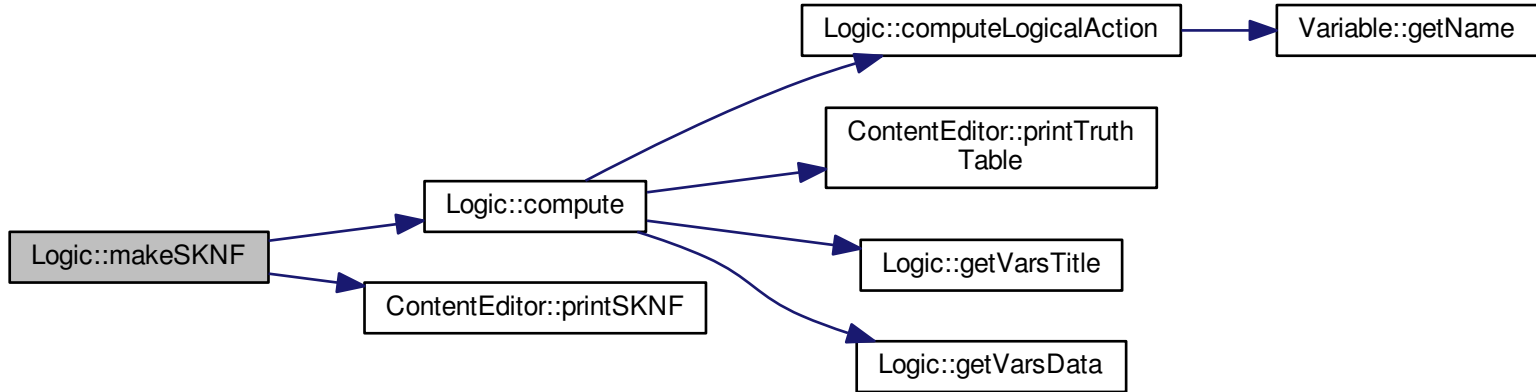 Logic::computeLogicalAction
Variable::getName
ContentEditor::printTruth
Table
Logic::compute
Logic::makeSKNF
Logic::getVarsTitle
ContentEditor::printSKNF
Logic::getVarsData